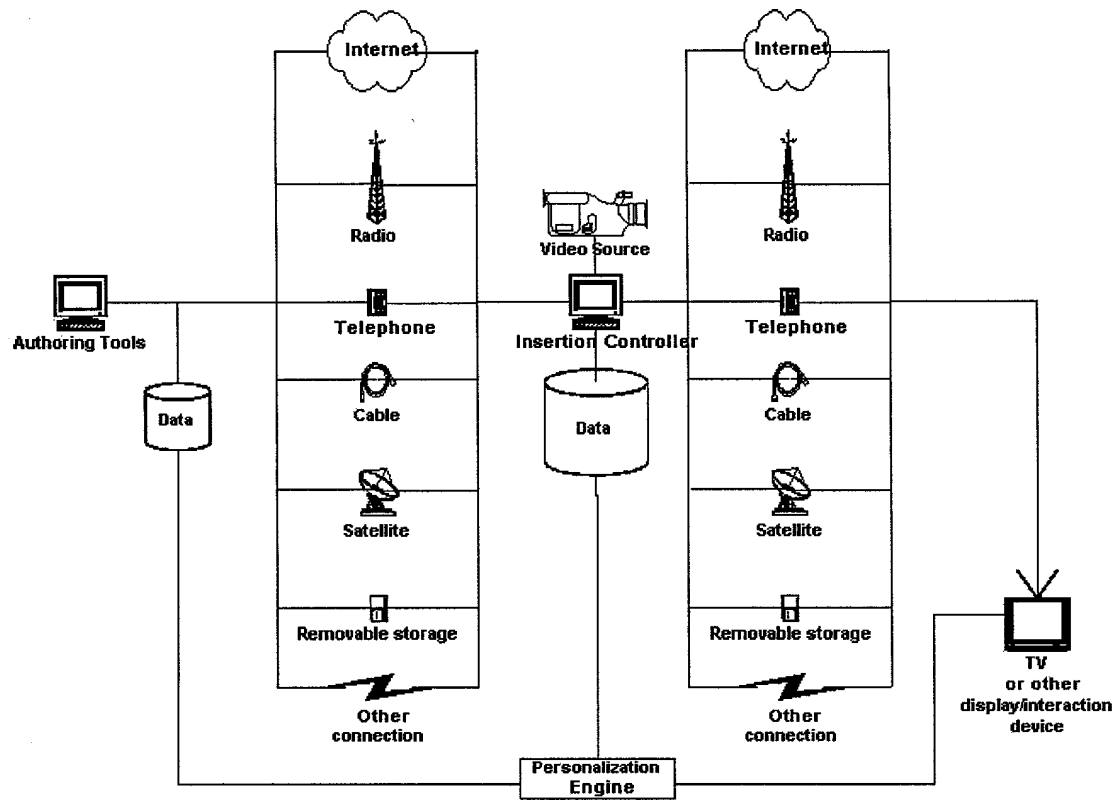 Internet
Internet
Radio
Radio
Video Source
Authoring Tools
Telephone
Insertion Controller
Telephone
Data
Cable
Data
Cable
Satellite
Satellite
Removable storage
Removable storage
Other
connection
Other
connection
TV
or other
display/interaction
device
Personalization
Engine